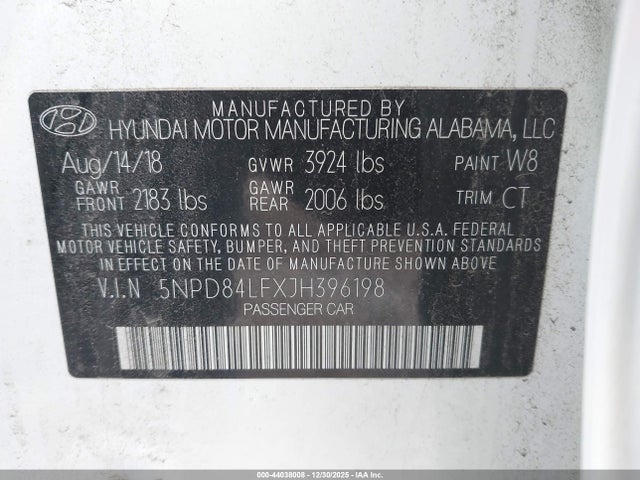 MANUFACTURED BY
HYUNDAI MOTOR MANUFACTURING ALABAMA, LLC
Aug/14/18 GVWR 3924 lbs PAINT W8
GAWR FRONT 2183 lbs GAWR REAR 2006 lbs TRIM CT
THIS VEHICLE CONFORMS TO ALL APPLICABLE U.S.A. FEDERAL
MOTOR VEHICLE SAFETY, BUMPER, AND THEFT PREVENTION STANDARDS
IN EFFECT ON THE DATE OF MANUFACTURE SHOWN ABOVE.
V.I.N 5NPD84LFXJH396198
PASSENGER CAR
000-44038008 - 12/30/2025 - IAA Inc.